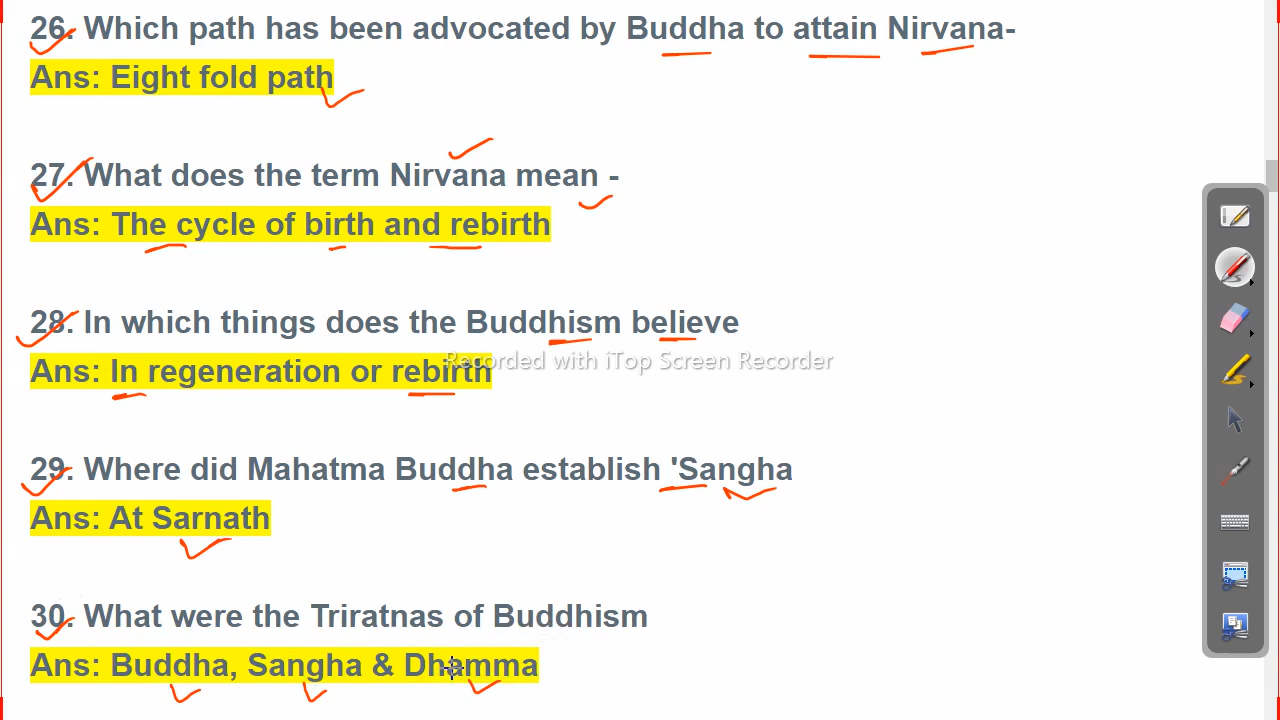 26. Which path has been advocated by Buddha to attain Nirvana-
Ans: Eight fold path
27. What does the term Nirvana mean -
Ans: The cycle of birth and rebirth
28. In which things does the Buddhism believe
Recorded with iTop Screen Recorder
Ans: In regeneration or rebirth
29. Where did Mahatma Buddha establish 'Sangha
Ans: At Sarnath
30. What were the Triratnas of Buddhism
Ans: Buddha, Sangha & Dhamma